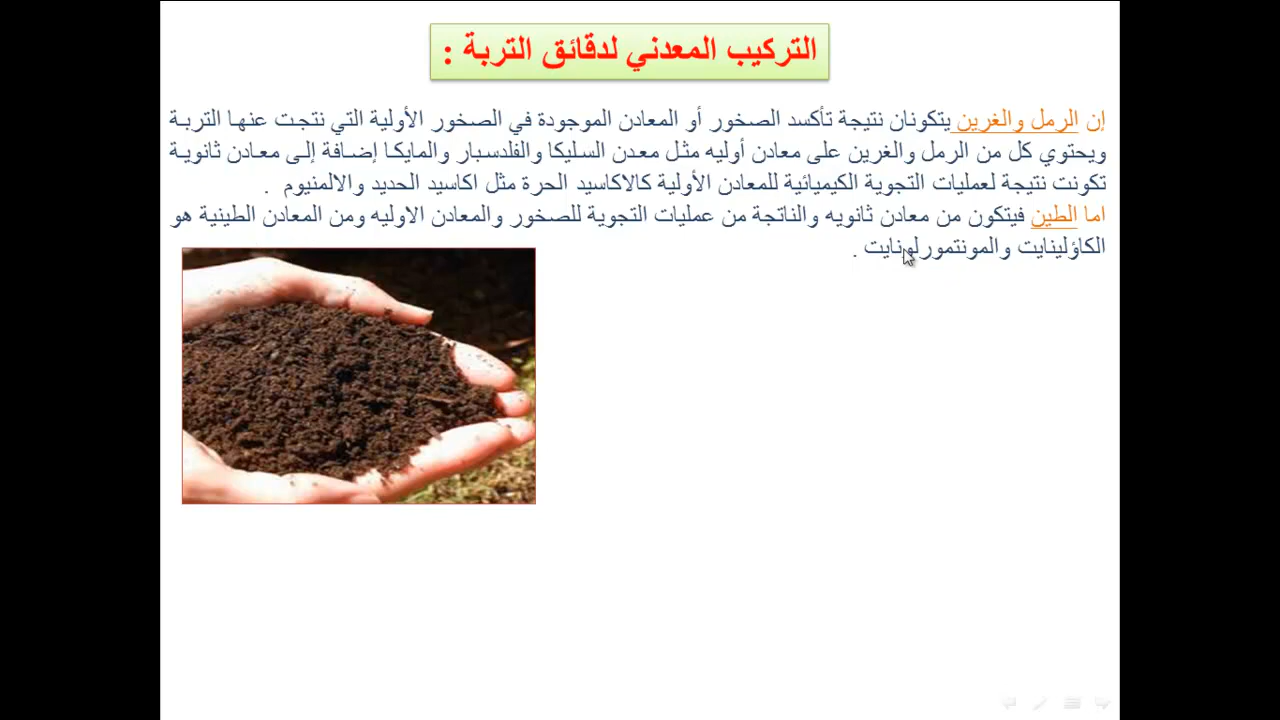 التركيب المعدني لدقائق التربة :
إن الرمل والغرين يتكونان نتيجة تأكسد الصخور أو المعادن الموجودة في الصخور الأولية التي نتجت عنها التربة
ويحتوي كل من الرمل والغرين على معادن أوليه مثل معدن السليكا والفلدسبار والمايكا إضافة إلى معادن ثانوية
تكونت نتيجة لعمليات التجوية الكيميائية للمعادن الأولية كالاكاسيد الحرة مثل اكاسيد الحديد والالمنيوم .
اما الطين فيتكون من معادن ثانويه والناتجة من عمليات التجوية للصخور والمعادن الاوليه ومن المعادن الطينية هو
الكاؤلينايت والمونتمورلونايت .